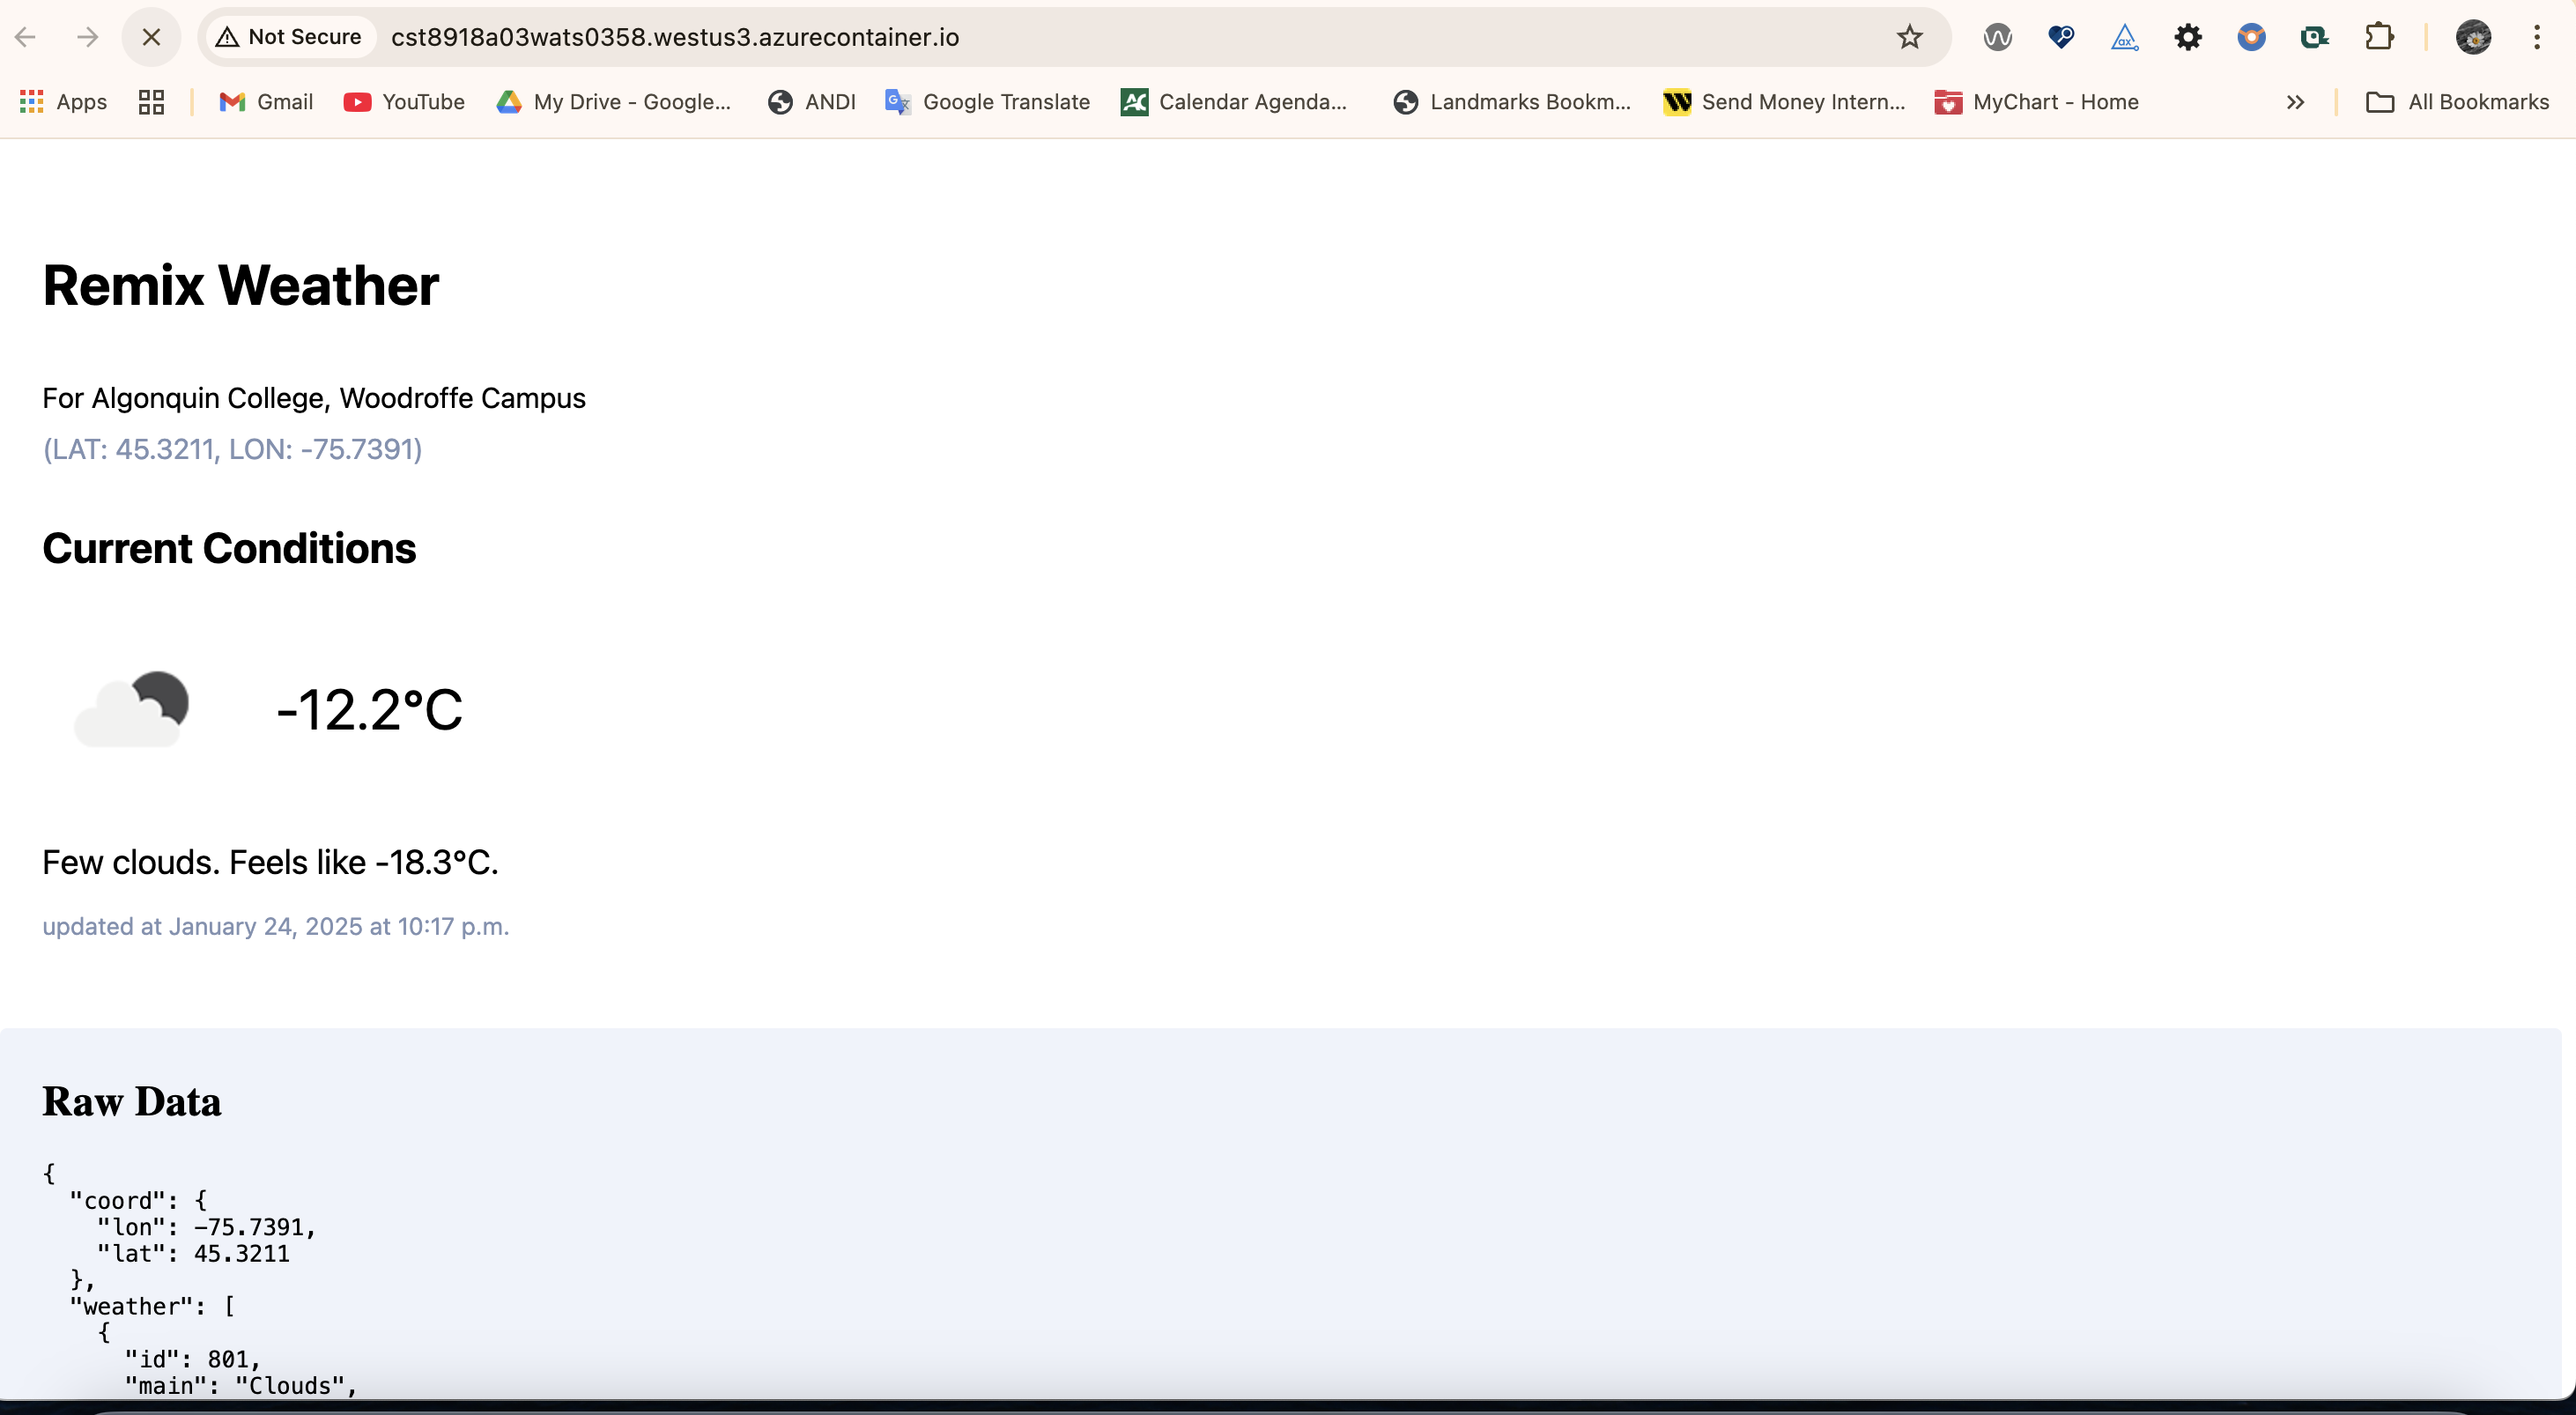 Not Secure cst8918a03wats0358.westus3.azurecontainer.io
Apps Gmail YouTube My Drive - Google... ANDI Google Translate Calendar Agenda... Landmarks Bookm... Send Money Intern... MyChart - Home » All Bookmarks
Remix Weather
For Algonquin College, Woodroffe Campus
(LAT: 45.3211, LON: -75.7391)
Current Conditions
-12.2°C
Few clouds. Feels like -18.3°C.
updated at January 24, 2025 at 10:17 p.m.
Raw Data
{
"coord": {
"lon": -75.7391,
"lat": 45.3211
},
"weather": [
{
"id": 801,
"main": "Clouds",